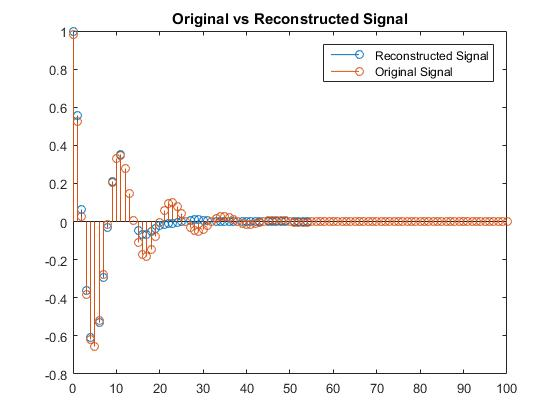 Original vs Reconstructed Signal
Reconstructed Signal
Original Signal
1
0.8
0.6
0.4
0.2
0
-0.2
-0.4
-0.6
-0.8
0 10 20 30 40 50 60 70 80 90 100